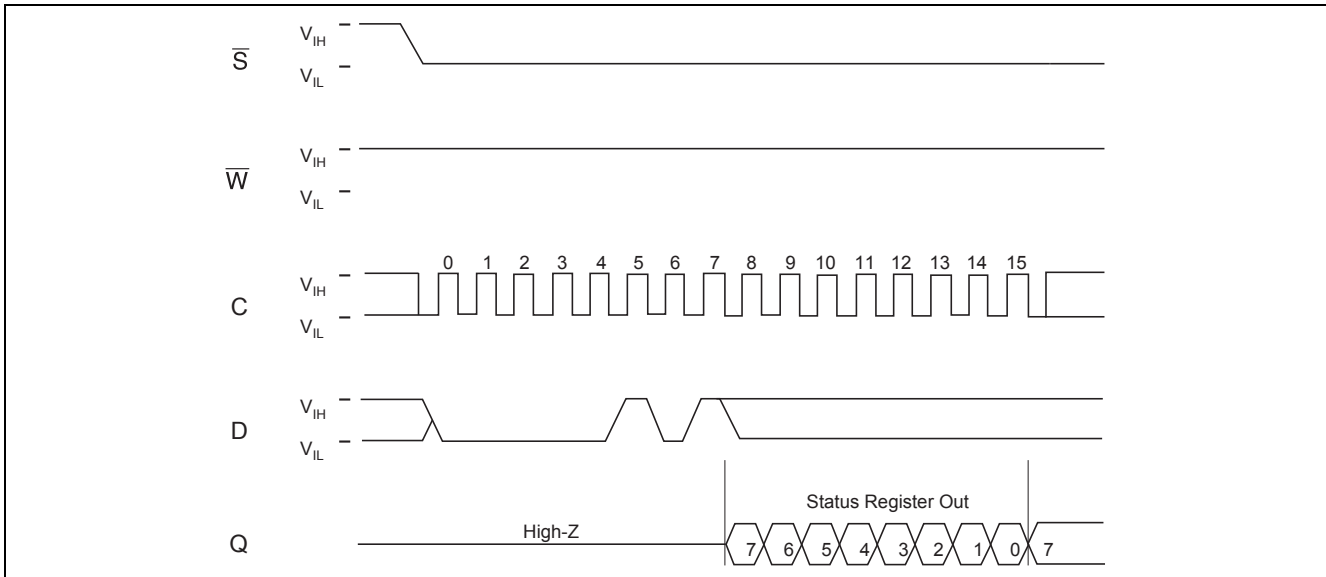 V_IH
S̅
V_IL
V_IH
W̅
V_IL
0 1 2 3 4 5 6 7 8 9 10 11 12 13 14 15
V_IH
C
V_IL
V_IH
D
V_IL
Status Register Out
High-Z
Q
7 6 5 4 3 2 1 0 7